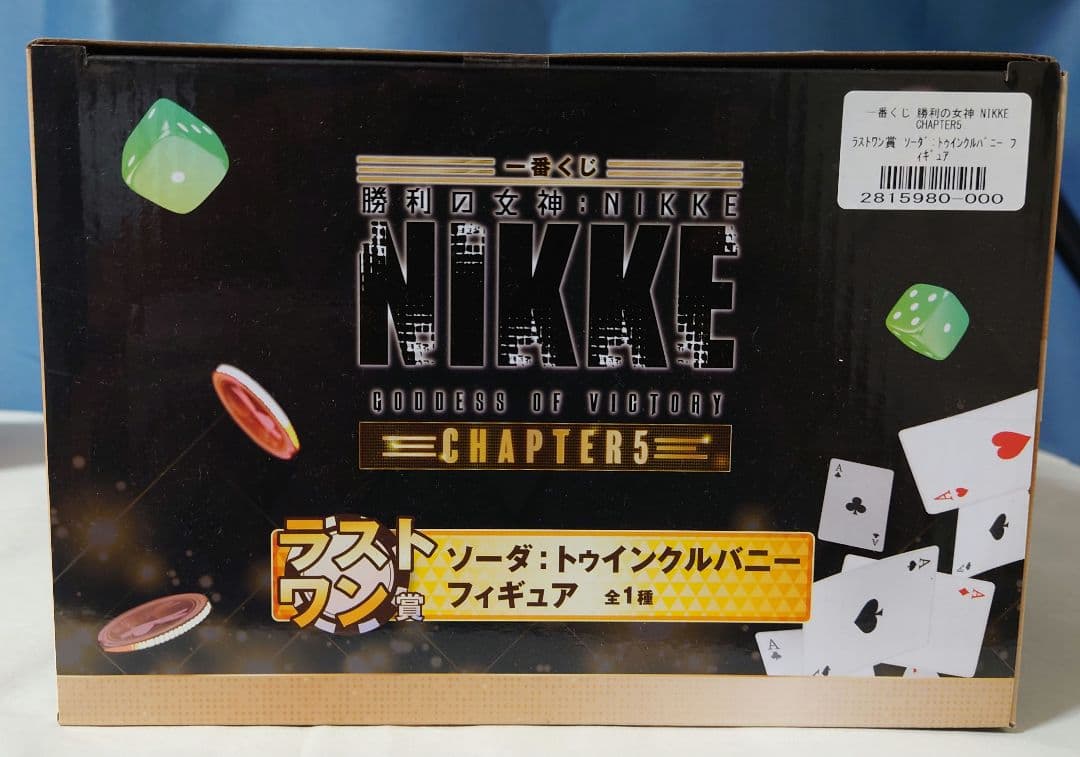 一番くじ 勝利の女神 NIKKE
CHAPTER5
ラストワン賞 ソーダ:トゥインクルバニー フ
ィギュア
2815980-000
一番くじ
勝利の女神:NIKKE
NIKKE
GODDESS OF VICTORY
CHAPTER5
ラスト
ワン賞
ソーダ:トゥインクルバニー
フィギュア 全1種
A
A
A
A
A
A
A